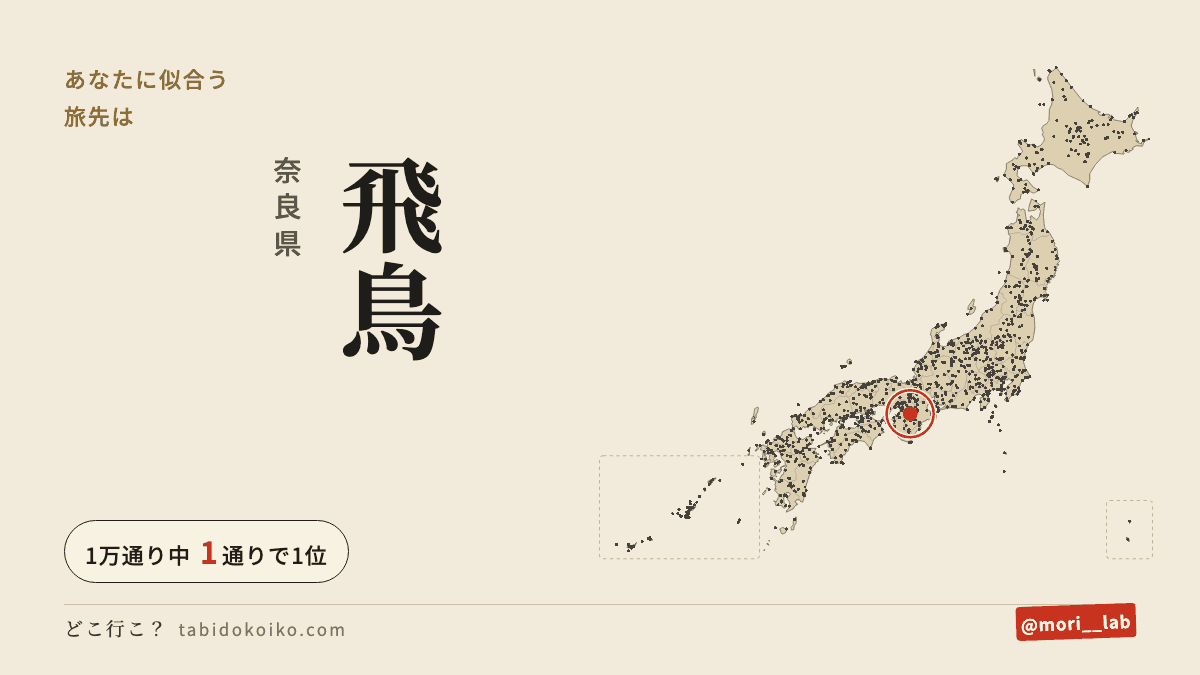 あなたに似合う
旅先は
飛鳥
奈良県
1万通り中 1通りで1位
どこ行こ？ tabidokoiko.com
@mori__lab